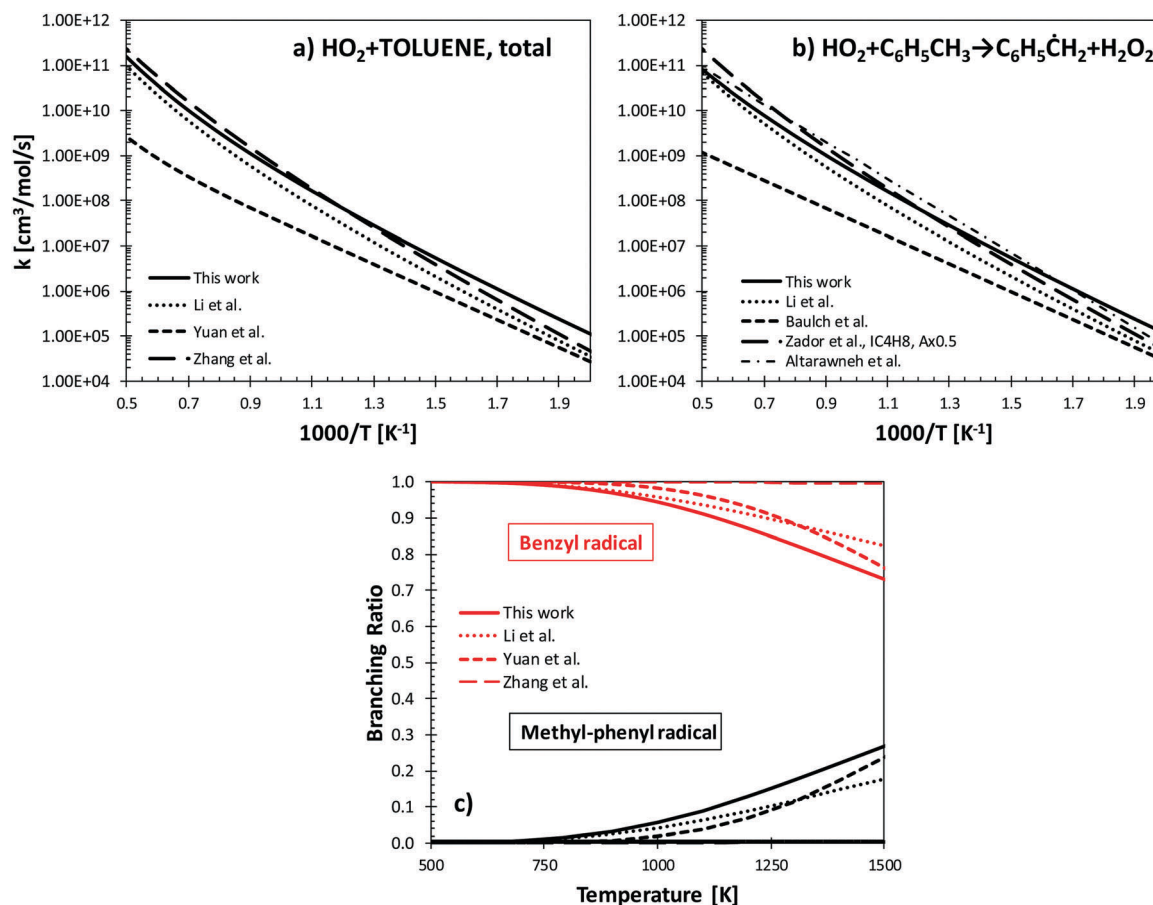 a) HO2+TOLUENE, total
1.00E+12
1.00E+11
1.00E+10
1.00E+09
1.00E+08
1.00E+07
1.00E+06
1.00E+05
1.00E+04
k [cm³/mol/s]
This work
Li et al.
Yuan et al.
Zhang et al.
0.5 0.7 0.9 1.1 1.3 1.5 1.7 1.9
1000/T [K⁻¹]
b) HO2+C6H5CH3→C6H5ĊH2+H2O2
1.00E+12
1.00E+11
1.00E+10
1.00E+09
1.00E+08
1.00E+07
1.00E+06
1.00E+05
1.00E+04
This work
Li et al.
Baulch et al.
Zador et al., IC4H8, Ax0.5
Altarawneh et al.
0.5 0.7 0.9 1.1 1.3 1.5 1.7 1.9
1000/T [K⁻¹]
1.0
0.9
0.8
0.7
0.6
0.5
0.4
0.3
0.2
0.1
0.0
Branching Ratio
Benzyl radical
This work
Li et al.
Yuan et al.
Zhang et al.
Methyl-phenyl radical
c)
500 750 1000 1250 1500
Temperature [K]